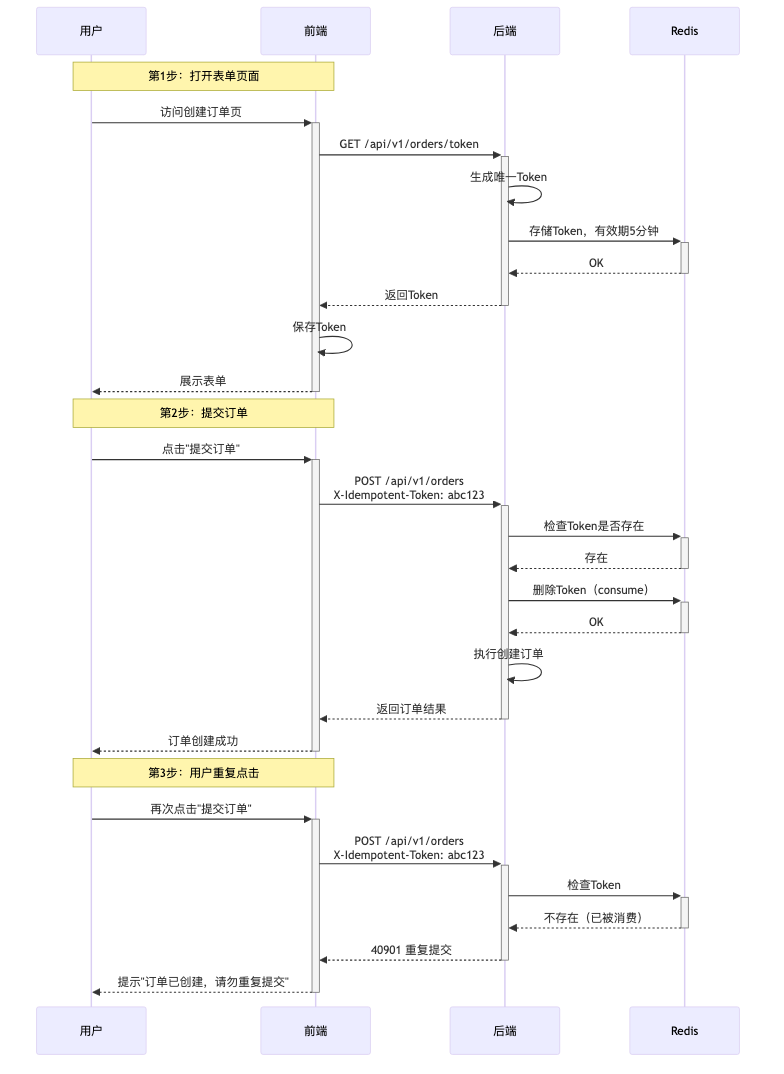 用户
前端
后端
Redis
第1步：打开表单页面
访问创建订单页
GET /api/v1/orders/token
生成唯一Token
存储Token，有效期5分钟
OK
返回Token
保存Token
展示表单
第2步：提交订单
点击"提交订单"
POST /api/v1/orders
X-Idempotent-Token: abc123
检查Token是否存在
存在
删除Token（consume）
OK
执行创建订单
返回订单结果
订单创建成功
第3步：用户重复点击
再次点击"提交订单"
POST /api/v1/orders
X-Idempotent-Token: abc123
检查Token
不存在（已被消费）
40901 重复提交
提示"订单已创建，请勿重复提交"
用户
前端
后端
Redis